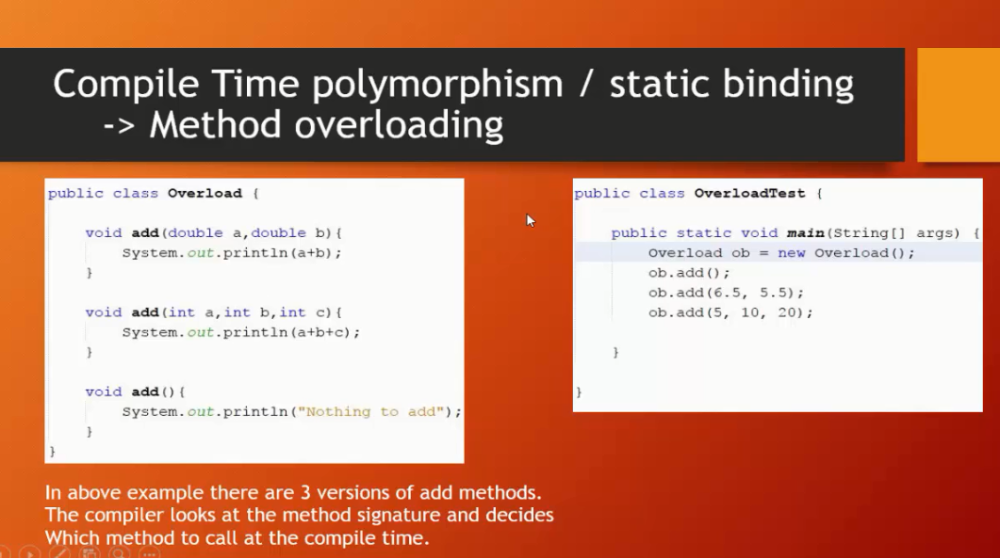 Compile Time polymorphism / static binding
-> Method overloading
public class Overload {
void add(double a,double b){
System.out.println(a+b);
}
void add(int a,int b,int c){
System.out.println(a+b+c);
}
void add(){
System.out.println("Nothing to add");
}
}
public class OverloadTest {
public static void main(String[] args) {
Overload ob = new Overload();
ob.add();
ob.add(6.5, 5.5);
ob.add(5, 10, 20);
}
}
In above example there are 3 versions of add methods.
The compiler looks at the method signature and decides
Which method to call at the compile time.